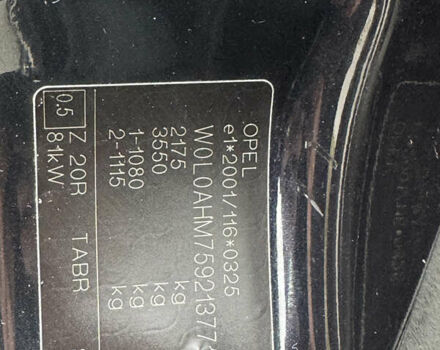 OPEL
e1*2001/116*0325
W0L0AHM75921377
2175 kg
3550 kg
1-1080 kg
2-1115 kg
0.5 Z 20R TABR
81kW